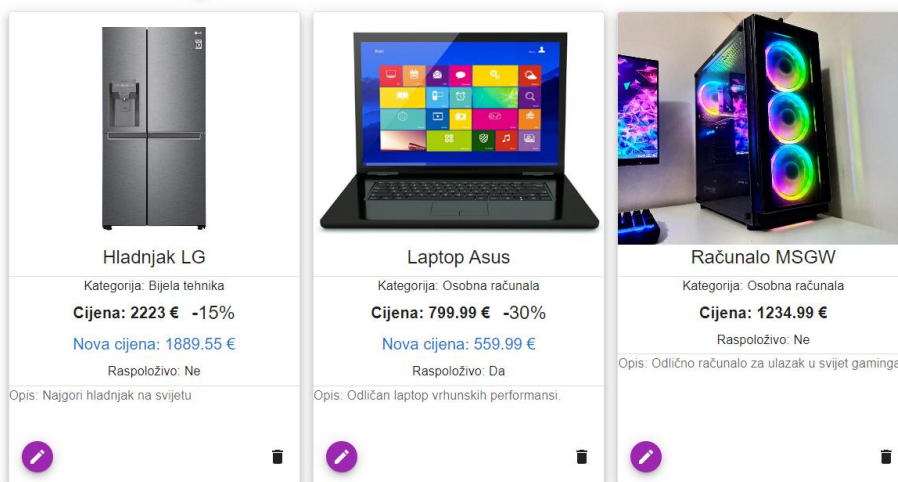 Hladnjak LG
Kategorija: Bijela tehnika
Cijena: 2223 € -15%
Nova cijena: 1889.55 €
Raspoloživo: Ne
Opis: Najgori hladnjak na svijetu
Laptop Asus
Kategorija: Osobna računala
Cijena: 799.99 € -30%
Nova cijena: 559.99 €
Raspoloživo: Da
Opis: Odličan laptop vrhunskih performansi.
Računalo MSGW
Kategorija: Osobna računala
Cijena: 1234.99 €
Raspoloživo: Ne
Opis: Odlično računalo za ulazak u svijet gaminga